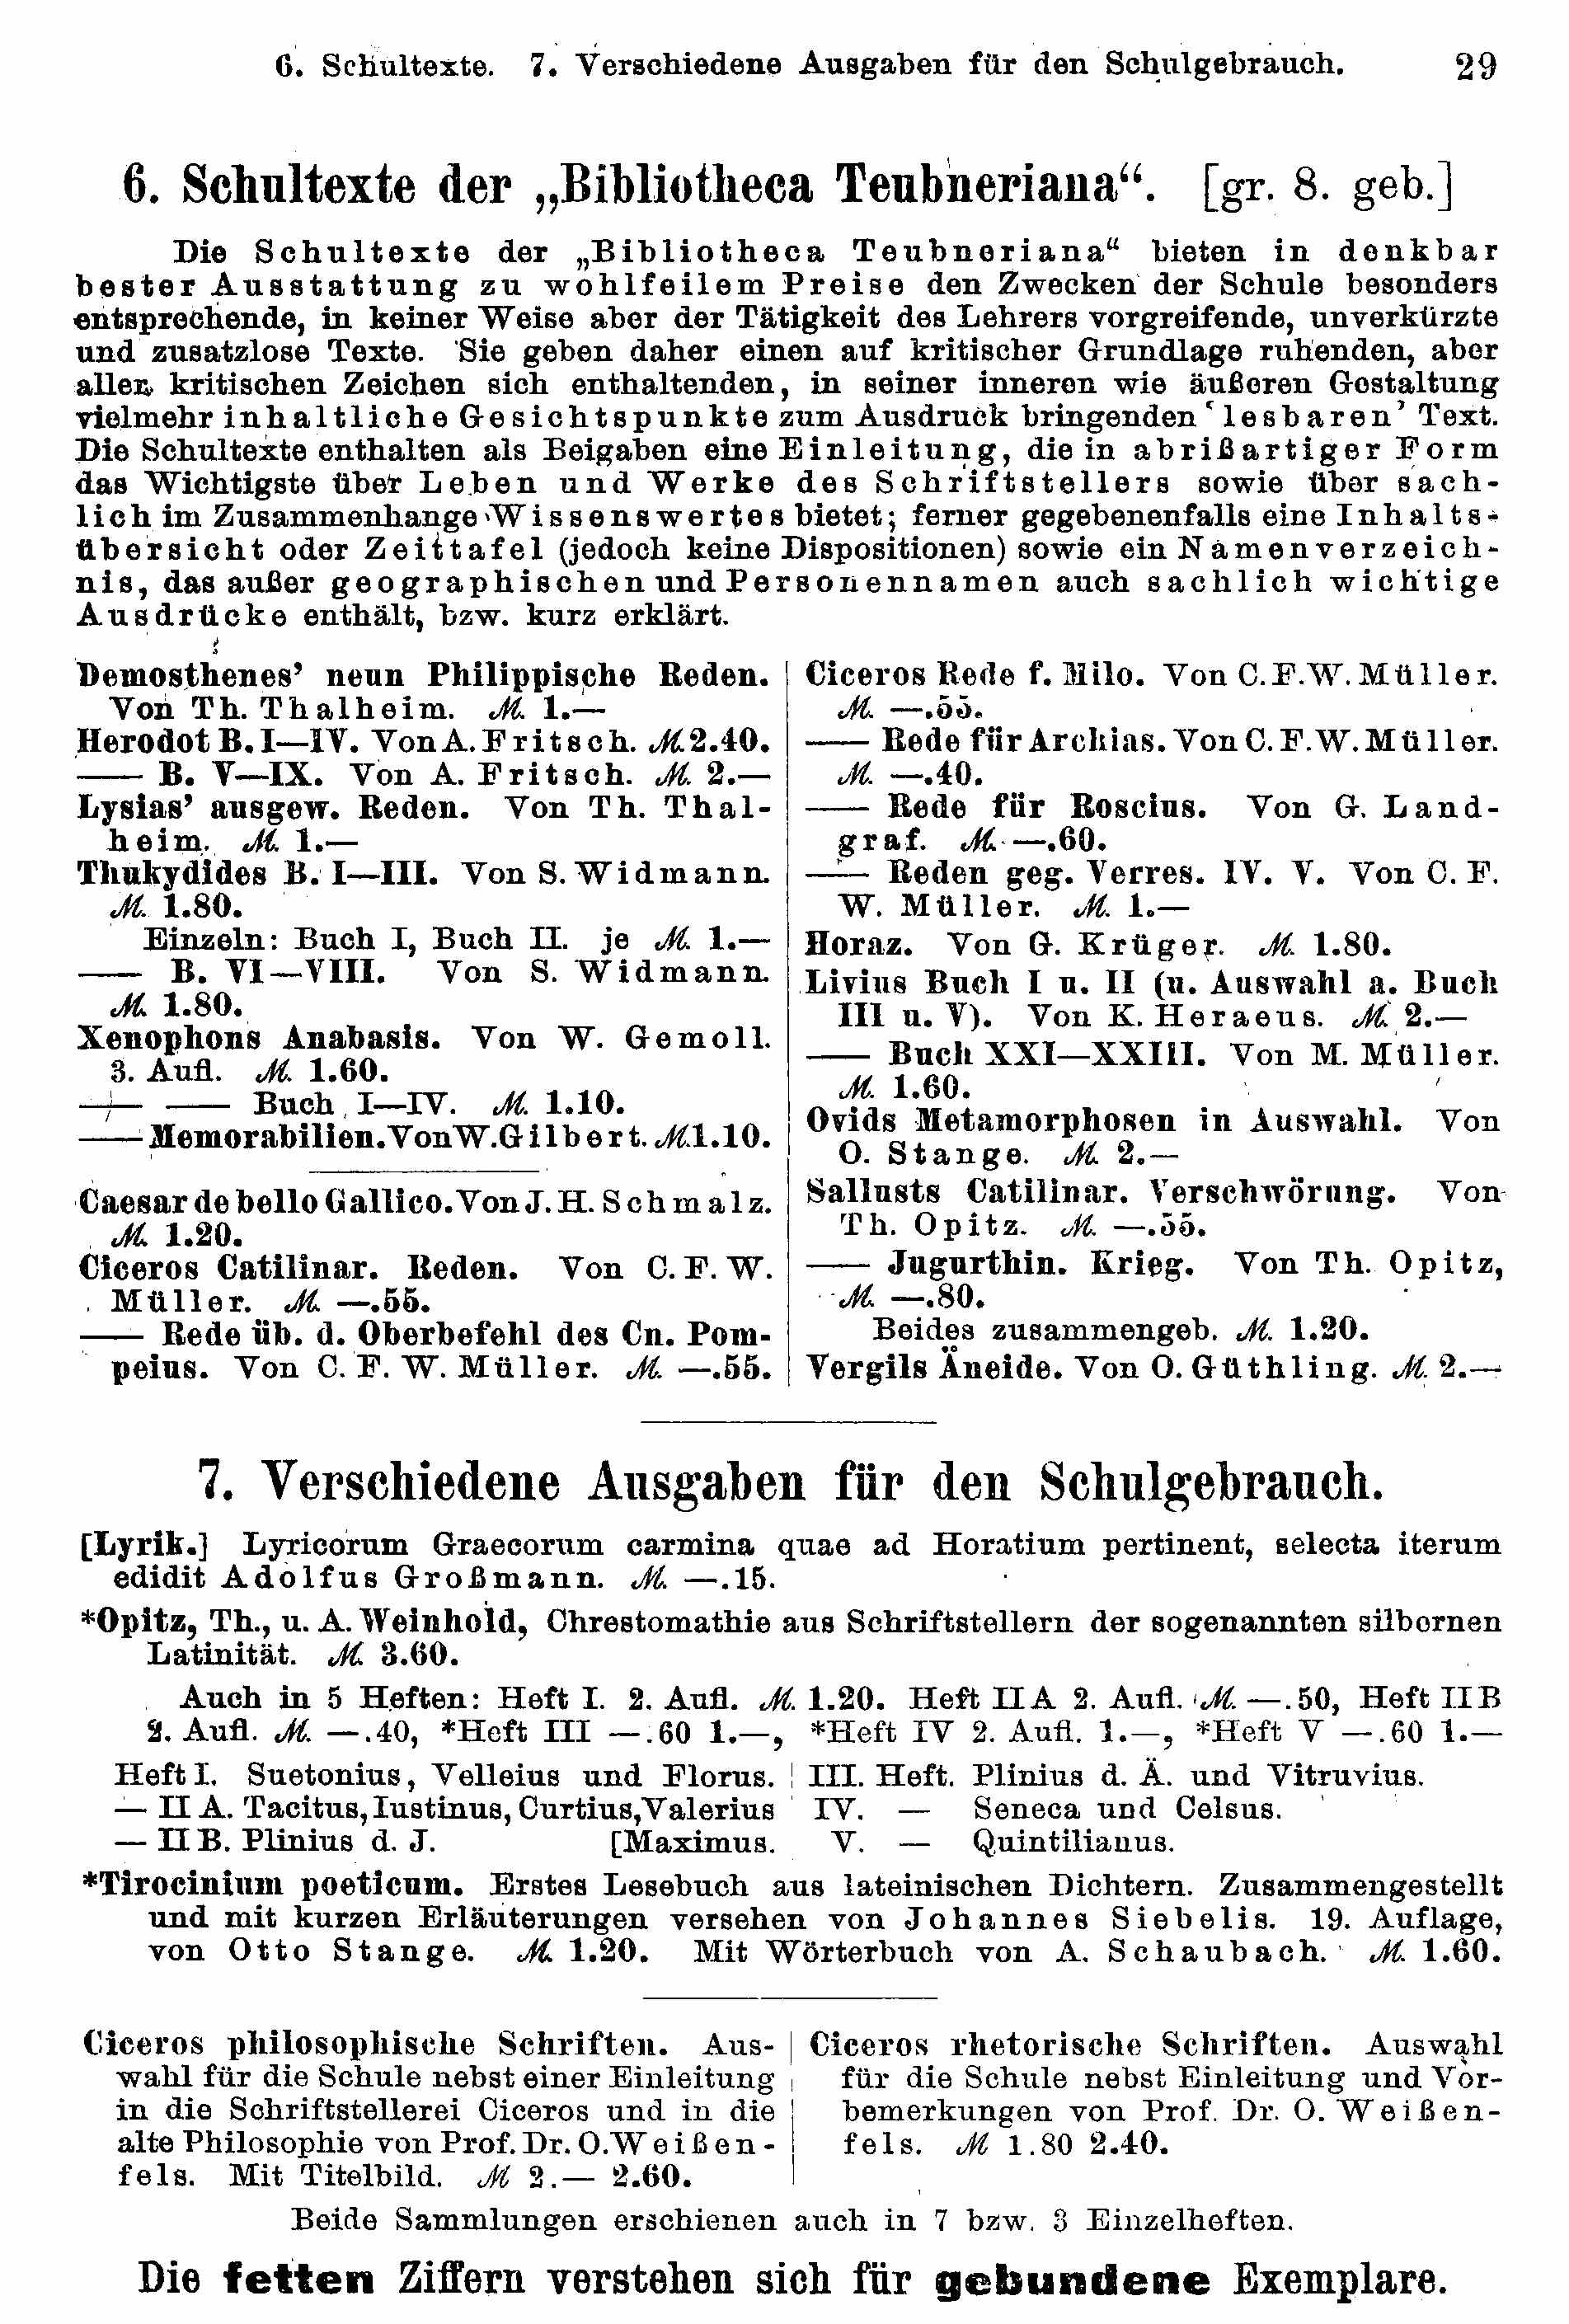 6. Schultexte. 7. Verschiedene Ausgaben für den Schulgebrauch. 29
6. Schultexte der „Bibliotheca Teubneriana“. [gr. 8. geb.]
Die Schultexte der „Bibliotheca Teubneriana“ bieten in denkbar
bester Ausstattung zu wohlfeilem Preise den Zwecken der Schule besonders
entsprechende, in keiner Weise aber der Tätigkeit des Lehrers vorgreifende, unverkürzte
und zusatzlose Texte. Sie geben daher einen auf kritischer Grundlage ruhenden, aber
aller kritischen Zeichen sich enthaltenden, in seiner inneren wie äußeren Gestaltung
vielmehr inhaltliche Gesichtspunkte zum Ausdruck bringenden ‘lesbaren’ Text.
Die Schultexte enthalten als Beigaben eine Einleitung, die in abrißartiger Form
das Wichtigste über Leben und Werke des Schriftstellers sowie über sach-
lich im Zusammenhange Wissenswertes bietet; ferner gegebenenfalls eine Inhalts-
übersicht oder Zeittafel (jedoch keine Dispositionen) sowie ein Namenverzeich-
nis, das außer geographischen und Personennamen auch sachlich wichtige
Ausdrücke enthält, bzw. kurz erklärt.
Demosthenes’ neun Philippische Reden.
Von Th. Thalheim. M. 1.—
Herodot B. I—IV. Von A. Fritsch. M. 2.40.
—— B. V—IX. Von A. Fritsch. M. 2.—
Lysias’ ausgew. Reden. Von Th. Thal-
heim. M. 1.—
Thukydides B. I—III. Von S. Widmann.
M. 1.80.
Einzeln: Buch I, Buch II. je M. 1.—
—— B. VI—VIII. Von S. Widmann.
M. 1.80.
Xenophons Anabasis. Von W. Gemoll.
3. Aufl. M. 1.60.
—— —— Buch I—IV. M. 1.10.
—— Memorabilien. Von W. Gilbert. M. 1.10.
Caesar de bello Gallico. Von J. H. Schmalz.
M. 1.20.
Ciceros Catilinar. Reden. Von C. F. W.
Müller. M. —.55.
—— Rede üb. d. Oberbefehl des Cn. Pom-
peius. Von C. F. W. Müller. M. —.55.
Ciceros Rede f. Milo. Von C. F. W. Müller.
M. —.55.
—— Rede für Archias. Von C. F. W. Müller.
M. —.40.
—— Rede für Roscius. Von G. Land-
graf. M. —.60.
—— Reden geg. Verres. IV. V. Von C. F.
W. Müller. M. 1.—
Horaz. Von G. Krüger. M. 1.80.
Livius Buch I u. II (u. Auswahl a. Buch
III u. V). Von K. Heraeus. M. 2.—
—— Buch XXI—XXIII. Von M. Müller.
M. 1.60.
Ovids Metamorphosen in Auswahl. Von
O. Stange. M. 2.—
Sallusts Catilinar. Verschwörung. Von
Th. Opitz. M. —.55.
—— Jugurthin. Krieg. Von Th. Opitz,
M. —.80.
Beides zusammengeb. M. 1.20.
Vergils Äneide. Von O. Güthling. M. 2.—
7. Verschiedene Ausgaben für den Schulgebrauch.
[Lyrik.] Lyricorum Graecorum carmina quae ad Horatium pertinent, selecta iterum
edidit Adolfus Großmann. M. —.15.
*Opitz, Th., u. A. Weinhold, Chrestomathie aus Schriftstellern der sogenannten silbernen
Latinität. M. 3.60.
Auch in 5 Heften: Heft I. 2. Aufl. M. 1.20. Heft II A 2. Aufl. M. —.50, Heft II B
2. Aufl. M. —.40, *Heft III —.60 1.—, *Heft IV 2. Aufl. 1.—, *Heft V —.60 1.—
Heft I. Suetonius, Velleius und Florus.
— II A. Tacitus, Iustinus, Curtius, Valerius
— II B. Plinius d. J. [Maximus.
III. Heft. Plinius d. Ä. und Vitruvius.
IV. — Seneca und Celsus.
V. — Quintilianus.
*Tirocinium poeticum. Erstes Lesebuch aus lateinischen Dichtern. Zusammengestellt
und mit kurzen Erläuterungen versehen von Johannes Siebelis. 19. Auflage,
von Otto Stange. M. 1.20. Mit Wörterbuch von A. Schaubach. M. 1.60.
Ciceros philosophische Schriften. Aus-
wahl für die Schule nebst einer Einleitung
in die Schriftstellerei Ciceros und in die
alte Philosophie von Prof. Dr. O. Weißen-
fels. Mit Titelbild. M 2.— 2.60.
Ciceros rhetorische Schriften. Auswahl
für die Schule nebst Einleitung und Vor-
bemerkungen von Prof. Dr. O. Weißen-
fels. M 1.80 2.40.
Beide Sammlungen erschienen auch in 7 bzw. 3 Einzelheften.
Die fetten Ziffern verstehen sich für gebundene Exemplare.